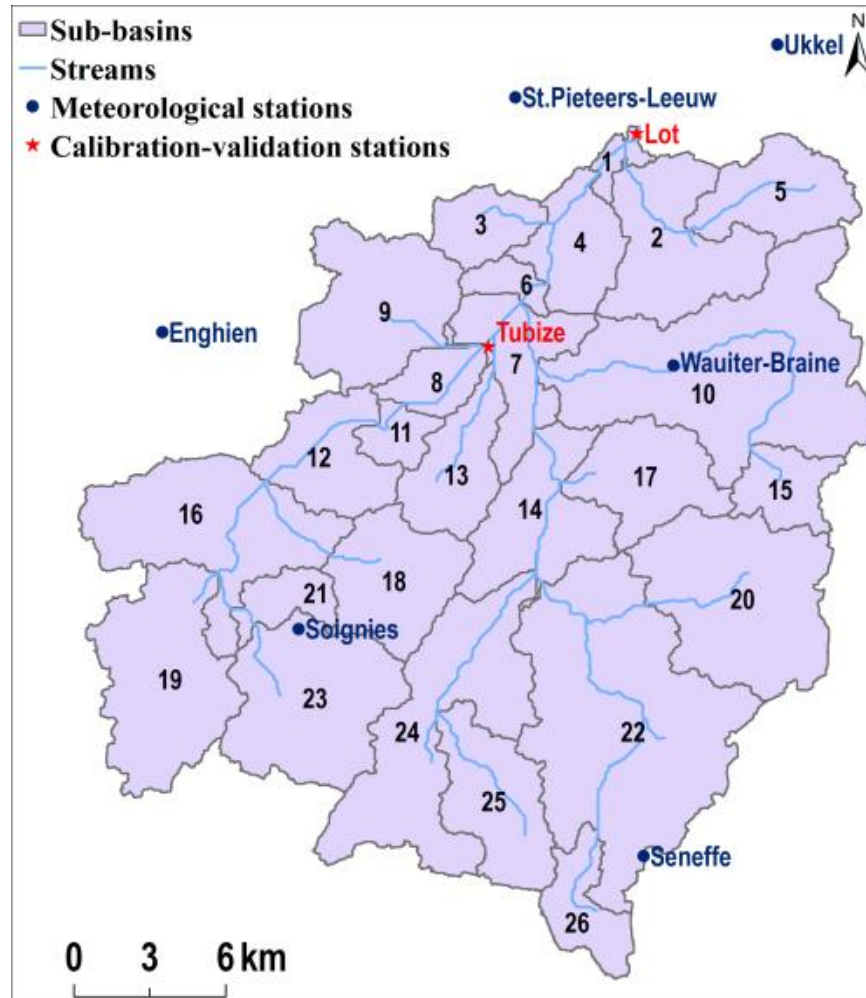 Sub-basins
Streams
Meteorological stations
Calibration-validation stations
N
Ukkel
St.Pieteers-Leeuw
Lot
1
5
3
4
2
6
9
Enghien
Tubize
7
8
Wauiter-Braine
10
11
12
13
17
15
14
16
18
21
20
Soignies
19
23
24
22
25
Seneffe
26
0 3 6 km